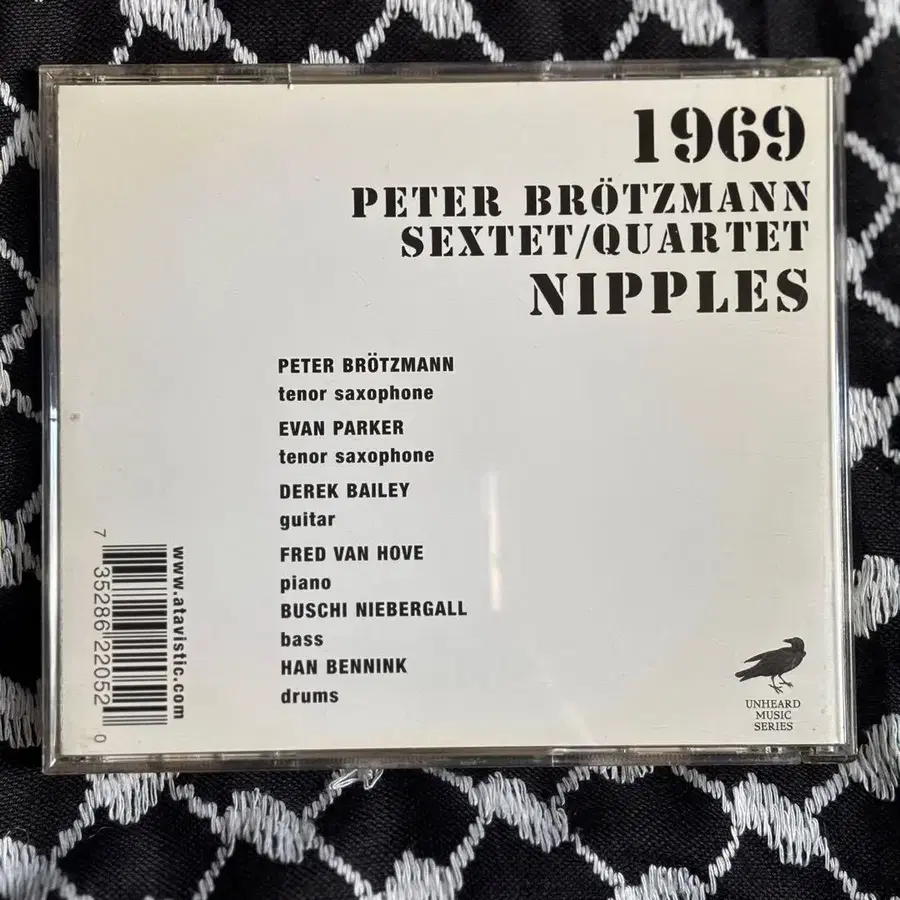 1969
PETER BRÖTZMANN
SEXTET/QUARTET
NIPPLES
PETER BRÖTZMANN
tenor saxophone
EVAN PARKER
tenor saxophone
DEREK BAILEY
guitar
FRED VAN HOVE
piano
BUSCHI NIEBERGALL
bass
HAN BENNINK
drums
www.atavistic.com
7 35286 22052 0
UNHEARD
MUSIC
SERIES